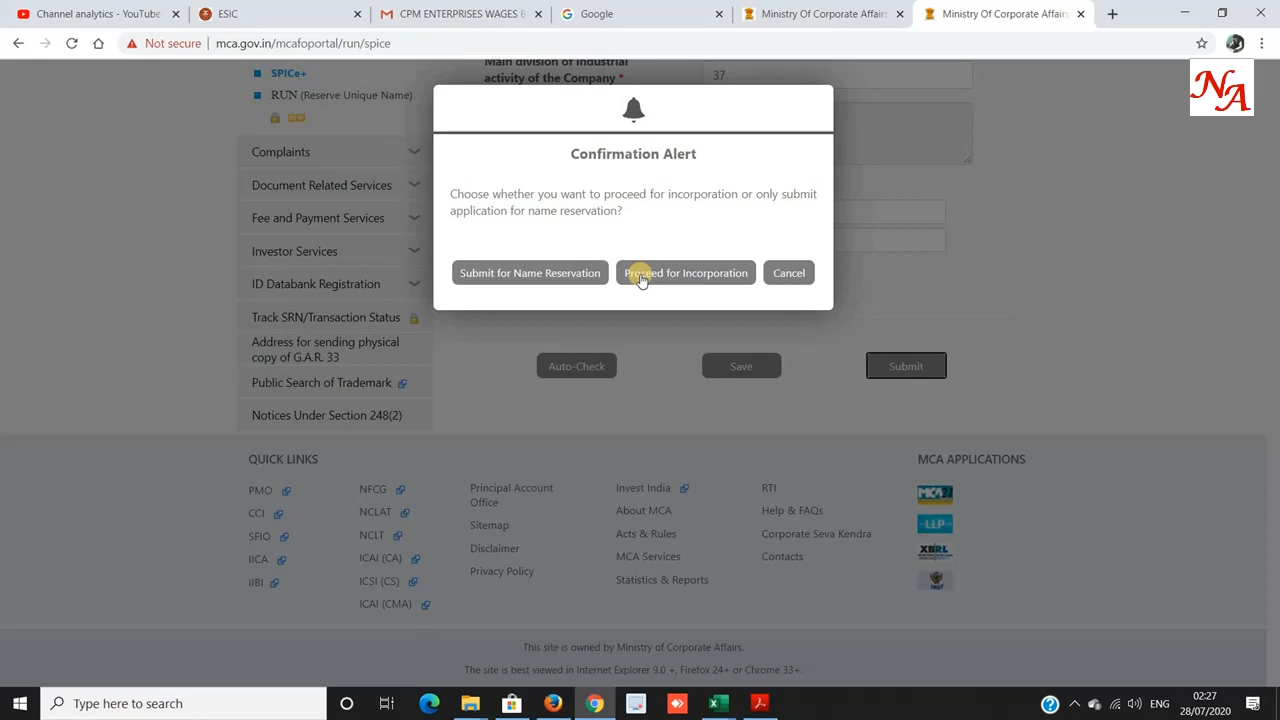 Channel analytics - YouTube
ESIC
CPM ENTERPRISES WAGES B
Google
Ministry Of Corporate Affairs
Ministry Of Corporate Affairs
Not secure
mca.gov.in/mcafoportal/run/spice
NA
SPICe+
RUN (Reserve Unique Name)
Complaints
Document Related Services
Fee and Payment Services
Investor Services
ID Databank Registration
Track SRN/Transaction Status
Address for sending physical
copy of G.A.R. 33
Public Search of Trademark
Notices Under Section 248(2)
Main division of industrial
activity of the Company *
37
Confirmation Alert
Choose whether you want to proceed for incorporation or only submit
application for name reservation?
Submit for Name Reservation
Proceed for Incorporation
Cancel
Auto-Check
Save
Submit
QUICK LINKS
PMO
CCI
SFIO
IICA
IIBI
NFCG
NCLAT
NCLT
ICAI (CA)
ICSI (CS)
ICAI (CMA)
Principal Account
Office
Sitemap
Disclaimer
Privacy Policy
Invest India
About MCA
Acts & Rules
MCA Services
Statistics & Reports
RTI
Help & FAQs
Corporate Seva Kendra
Contacts
MCA APPLICATIONS
MCA21
LLP
XBRL
This site is owned by Ministry of Corporate Affairs.
The site is best viewed in Internet Explorer 9.0 +, Firefox 24+ or Chrome 33+.
Type here to search
ENG
02:27
28/07/2020